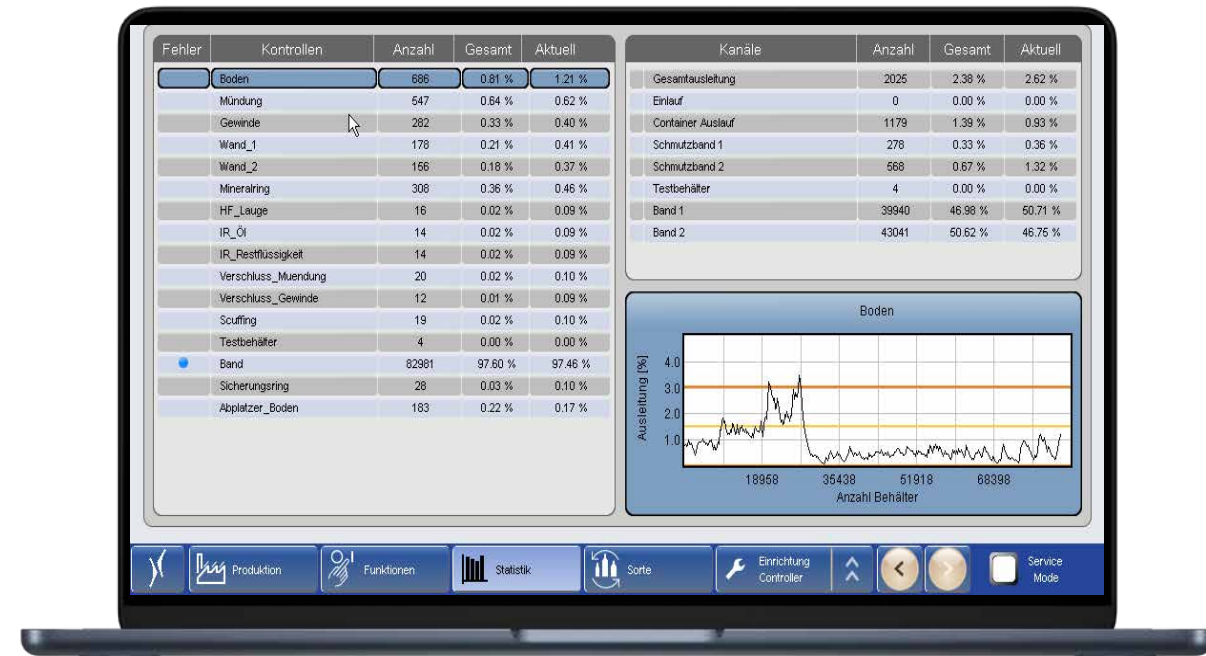 Fehler Kontrollen Anzahl Gesamt Aktuell
Boden 686 0.81 % 1.21 %
Mündung 547 0.64 % 0.62 %
Gewinde 282 0.33 % 0.40 %
Wand_1 178 0.21 % 0.41 %
Wand_2 156 0.18 % 0.37 %
Mineralring 308 0.36 % 0.46 %
HF_Lauge 16 0.02 % 0.09 %
IR_Öl 14 0.02 % 0.09 %
IR_Restflüssigkeit 14 0.02 % 0.09 %
Verschluss_Muendung 20 0.02 % 0.10 %
Verschluss_Gewinde 12 0.01 % 0.09 %
Scuffing 19 0.02 % 0.10 %
Testbehälter 4 0.00 % 0.00 %
Band 82981 97.60 % 97.46 %
Sicherungsring 28 0.03 % 0.10 %
Abplatzer_Boden 183 0.22 % 0.17 %
Kanäle Anzahl Gesamt Aktuell
Gesamtausleitung 2025 2.38 % 2.62 %
Einlauf 0 0.00 % 0.00 %
Container Auslauf 1179 1.39 % 0.93 %
Schmutzband 1 278 0.33 % 0.36 %
Schmutzband 2 568 0.67 % 1.32 %
Testbehälter 4 0.00 % 0.00 %
Band 1 39940 46.98 % 50.71 %
Band 2 43041 50.62 % 46.75 %
Boden
Ausleitung [%]
4.0
3.0
2.0
1.0
18958 35438 51918 68398
Anzahl Behälter
Produktion
Funktionen
Statistik
Sorte
Einrichtung
Controller
Service
Mode